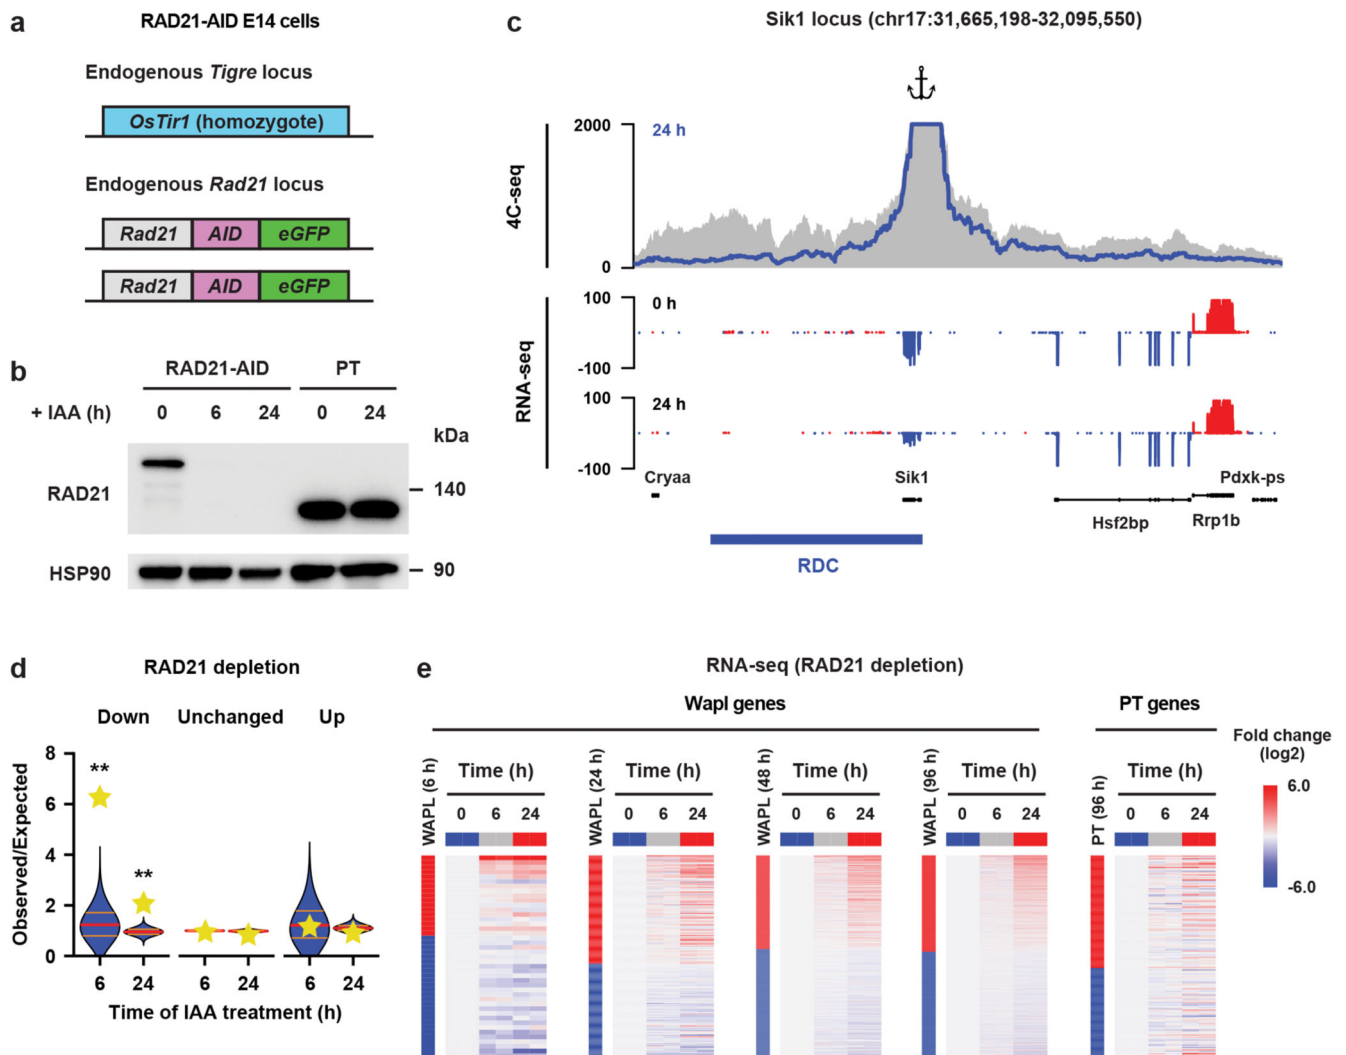 a
RAD21-AID E14 cells
Endogenous Tigre locus
OsTir1 (homozygote)
Endogenous Rad21 locus
Rad21 AID eGFP
Rad21 AID eGFP
b
RAD21-AID PT
+ IAA (h) 0 6 24 0 24
kDa
RAD21
140
HSP90
90
c
Sik1 locus (chr17:31,665,198-32,095,550)
4C-seq
2000
0
24 h
RNA-seq
100
-100
0 h
100
-100
24 h
Cryaa Sik1 Pdxk-ps
Hsf2bp Rrp1b
RDC
d
RAD21 depletion
Down Unchanged Up
Observed/Expected
8
6
4
2
0
**
**
6 24 6 24 6 24
Time of IAA treatment (h)
e
RNA-seq (RAD21 depletion)
Wapl genes
PT genes
WAPL (6 h)
Time (h)
0 6 24
WAPL (24 h)
Time (h)
0 6 24
WAPL (48 h)
Time (h)
0 6 24
WAPL (96 h)
Time (h)
0 6 24
PT (96 h)
Time (h)
0 6 24
Fold change
(log2)
6.0
-6.0